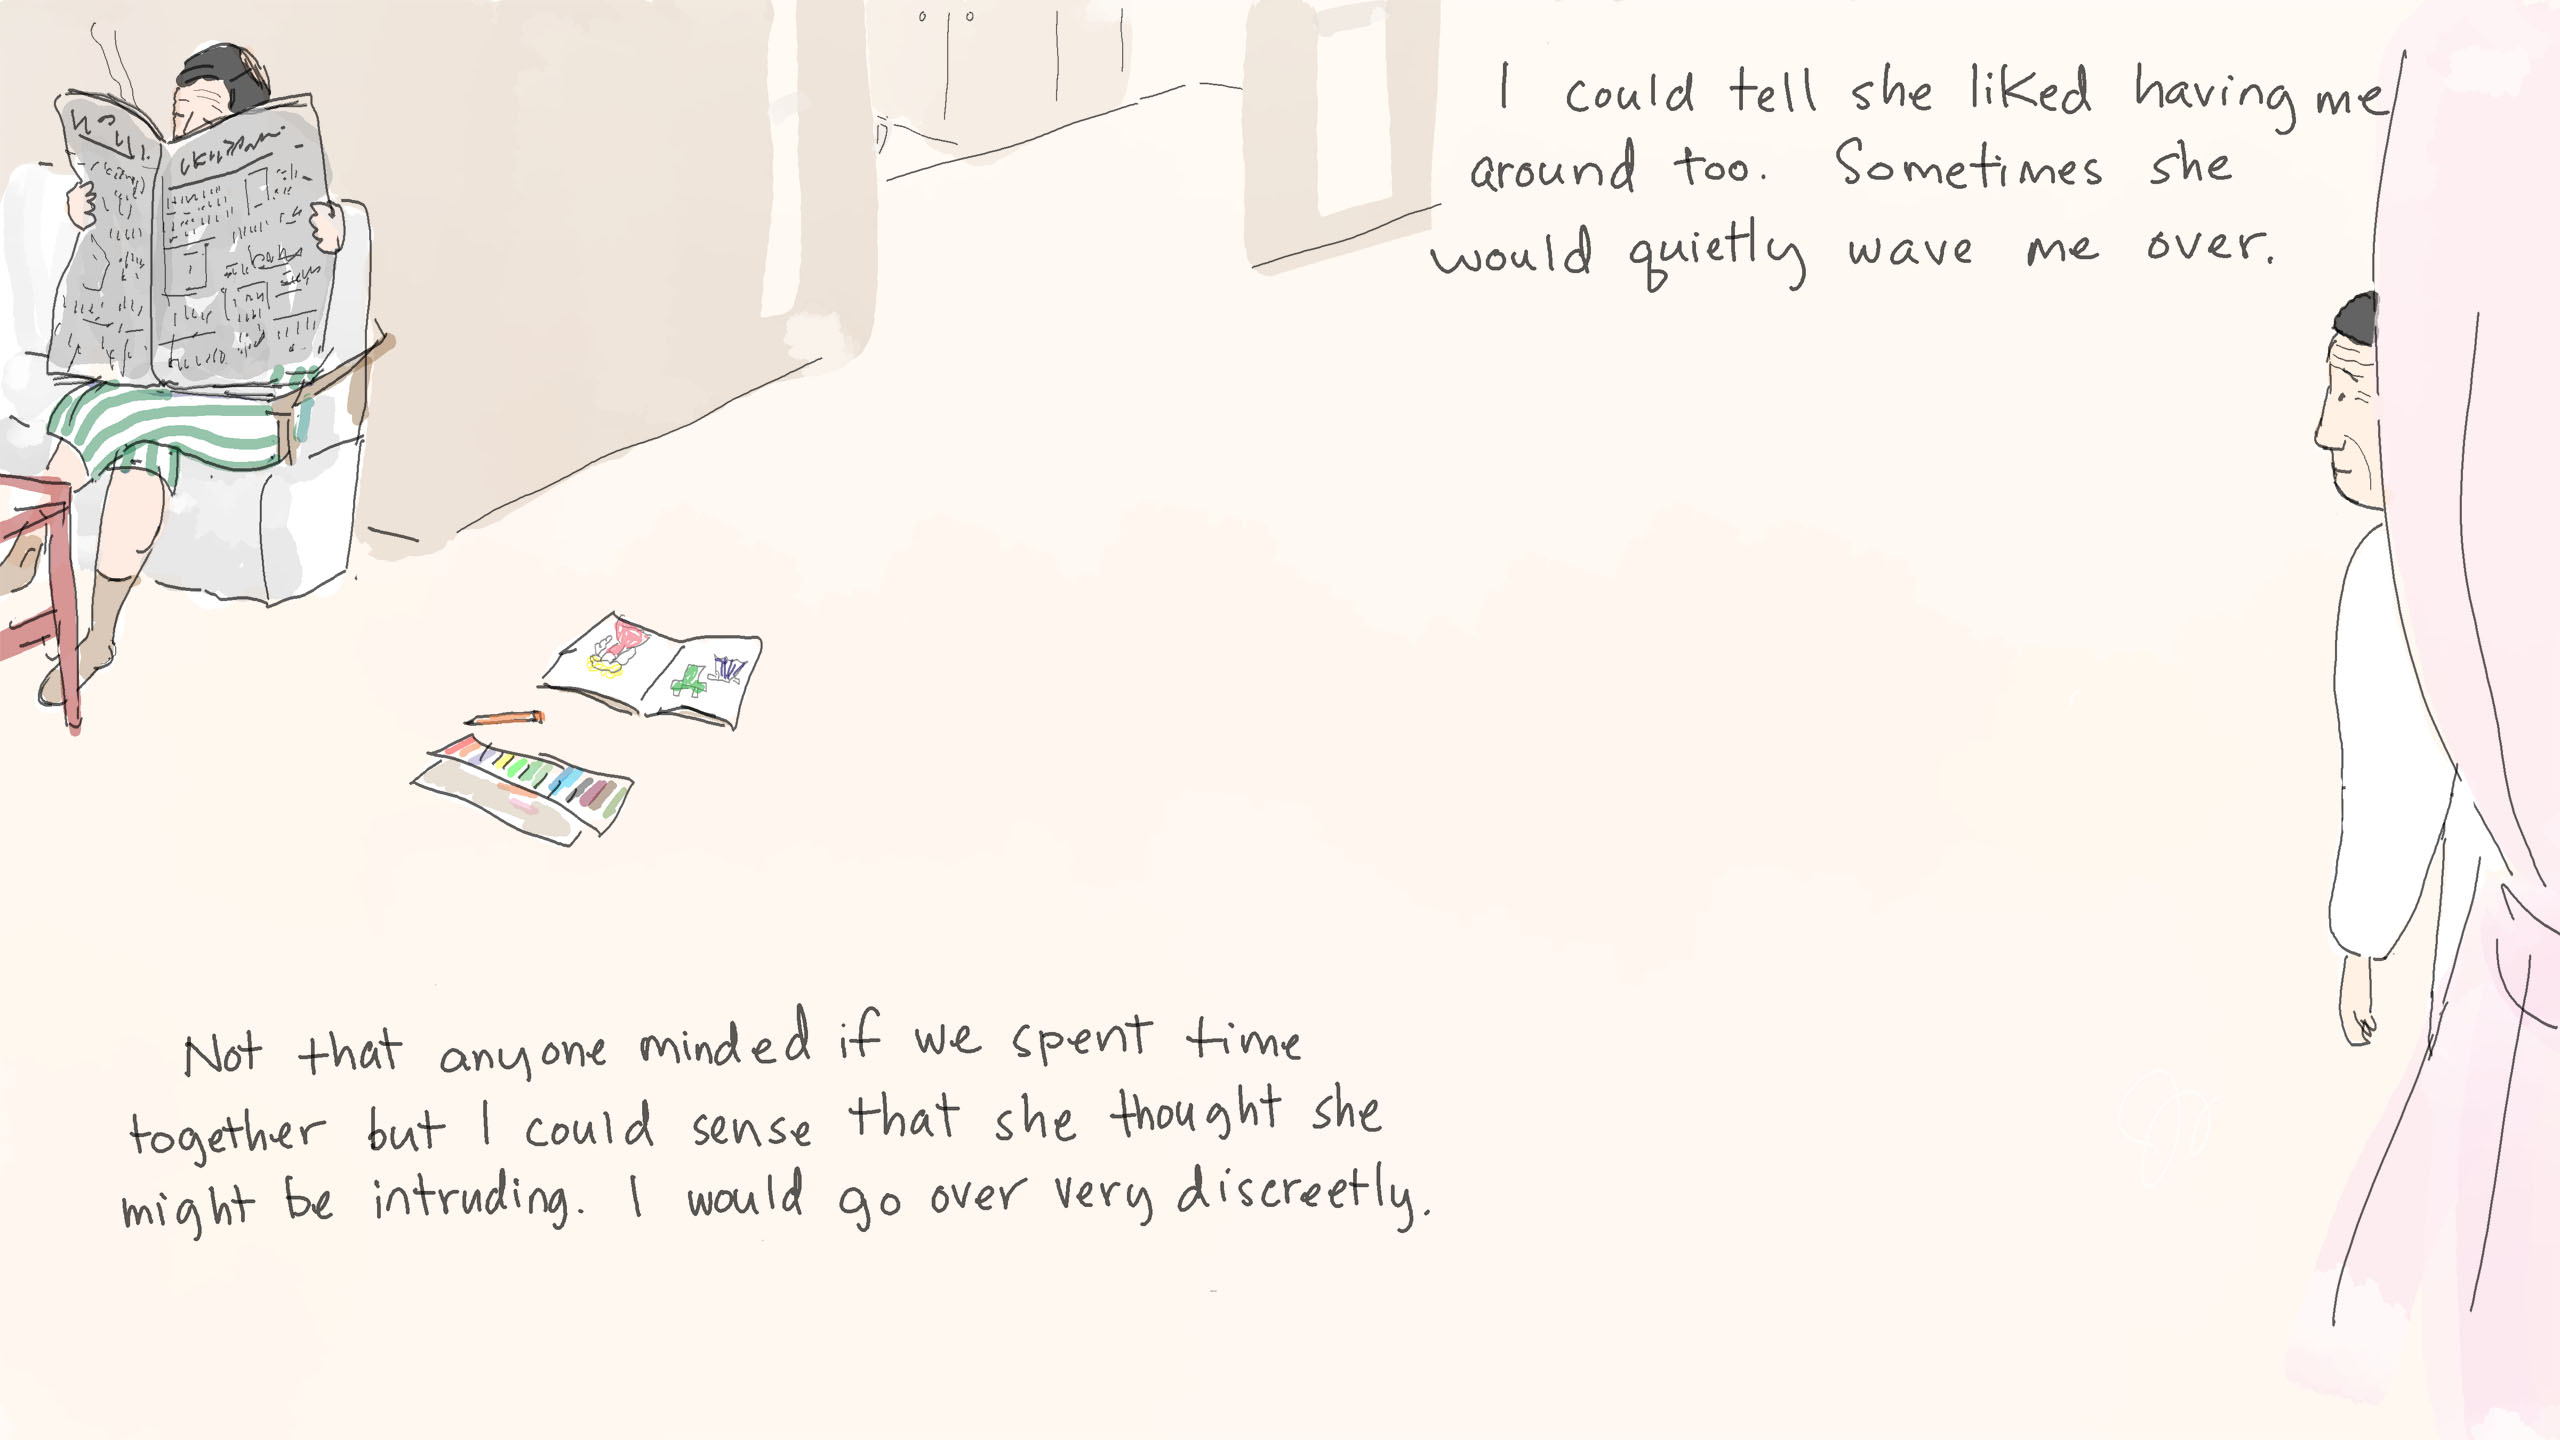 I could tell she liked having me
around too. Sometimes she
would quietly wave me over.
Not that anyone minded if we spent time
together but I could sense that she thought she
might be intruding. I would go over very discreetly.